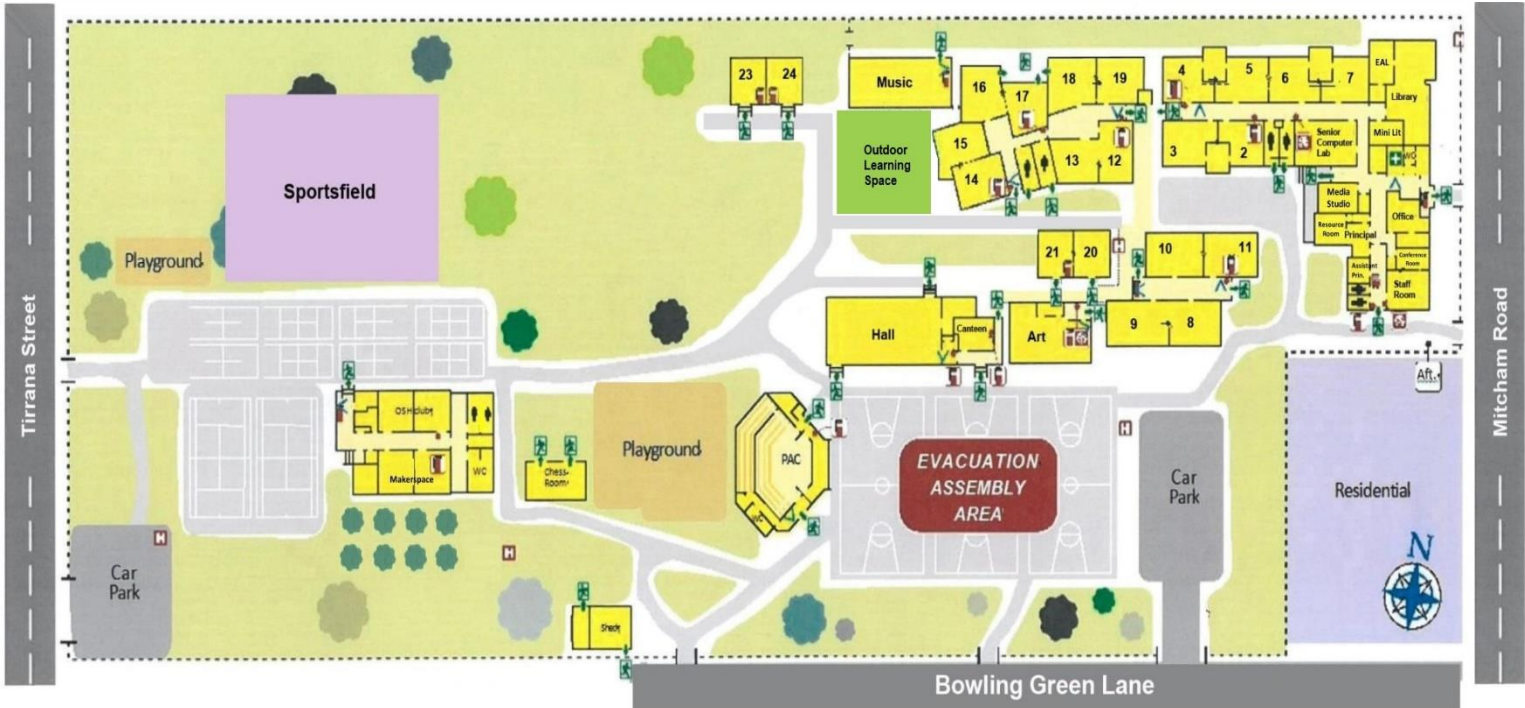 Tirrana Street
Mitcham Road
Bowling Green Lane
Sportsfield
Playground
23
24
Music
Outdoor
Learning
Space
16
17
18
19
15
14
13
12
4
5
6
7
EAL
Library
3
2
Senior
Computer
Lab
Mini Lit
WC
Media
Studio
Office
Resource
Room
Principal
Conference
Room
Assistant
Prin.
Staff
Room
21
20
10
11
Hall
Canteen
Art
9
8
H
H
H
H
H
OSHclub
Makerspace
WC
Chess
Room
Playground
PAC
WC
EVACUATION
ASSEMBLY
AREA
Car
Park
Residential
Aft.
N
Car
Park
Shed